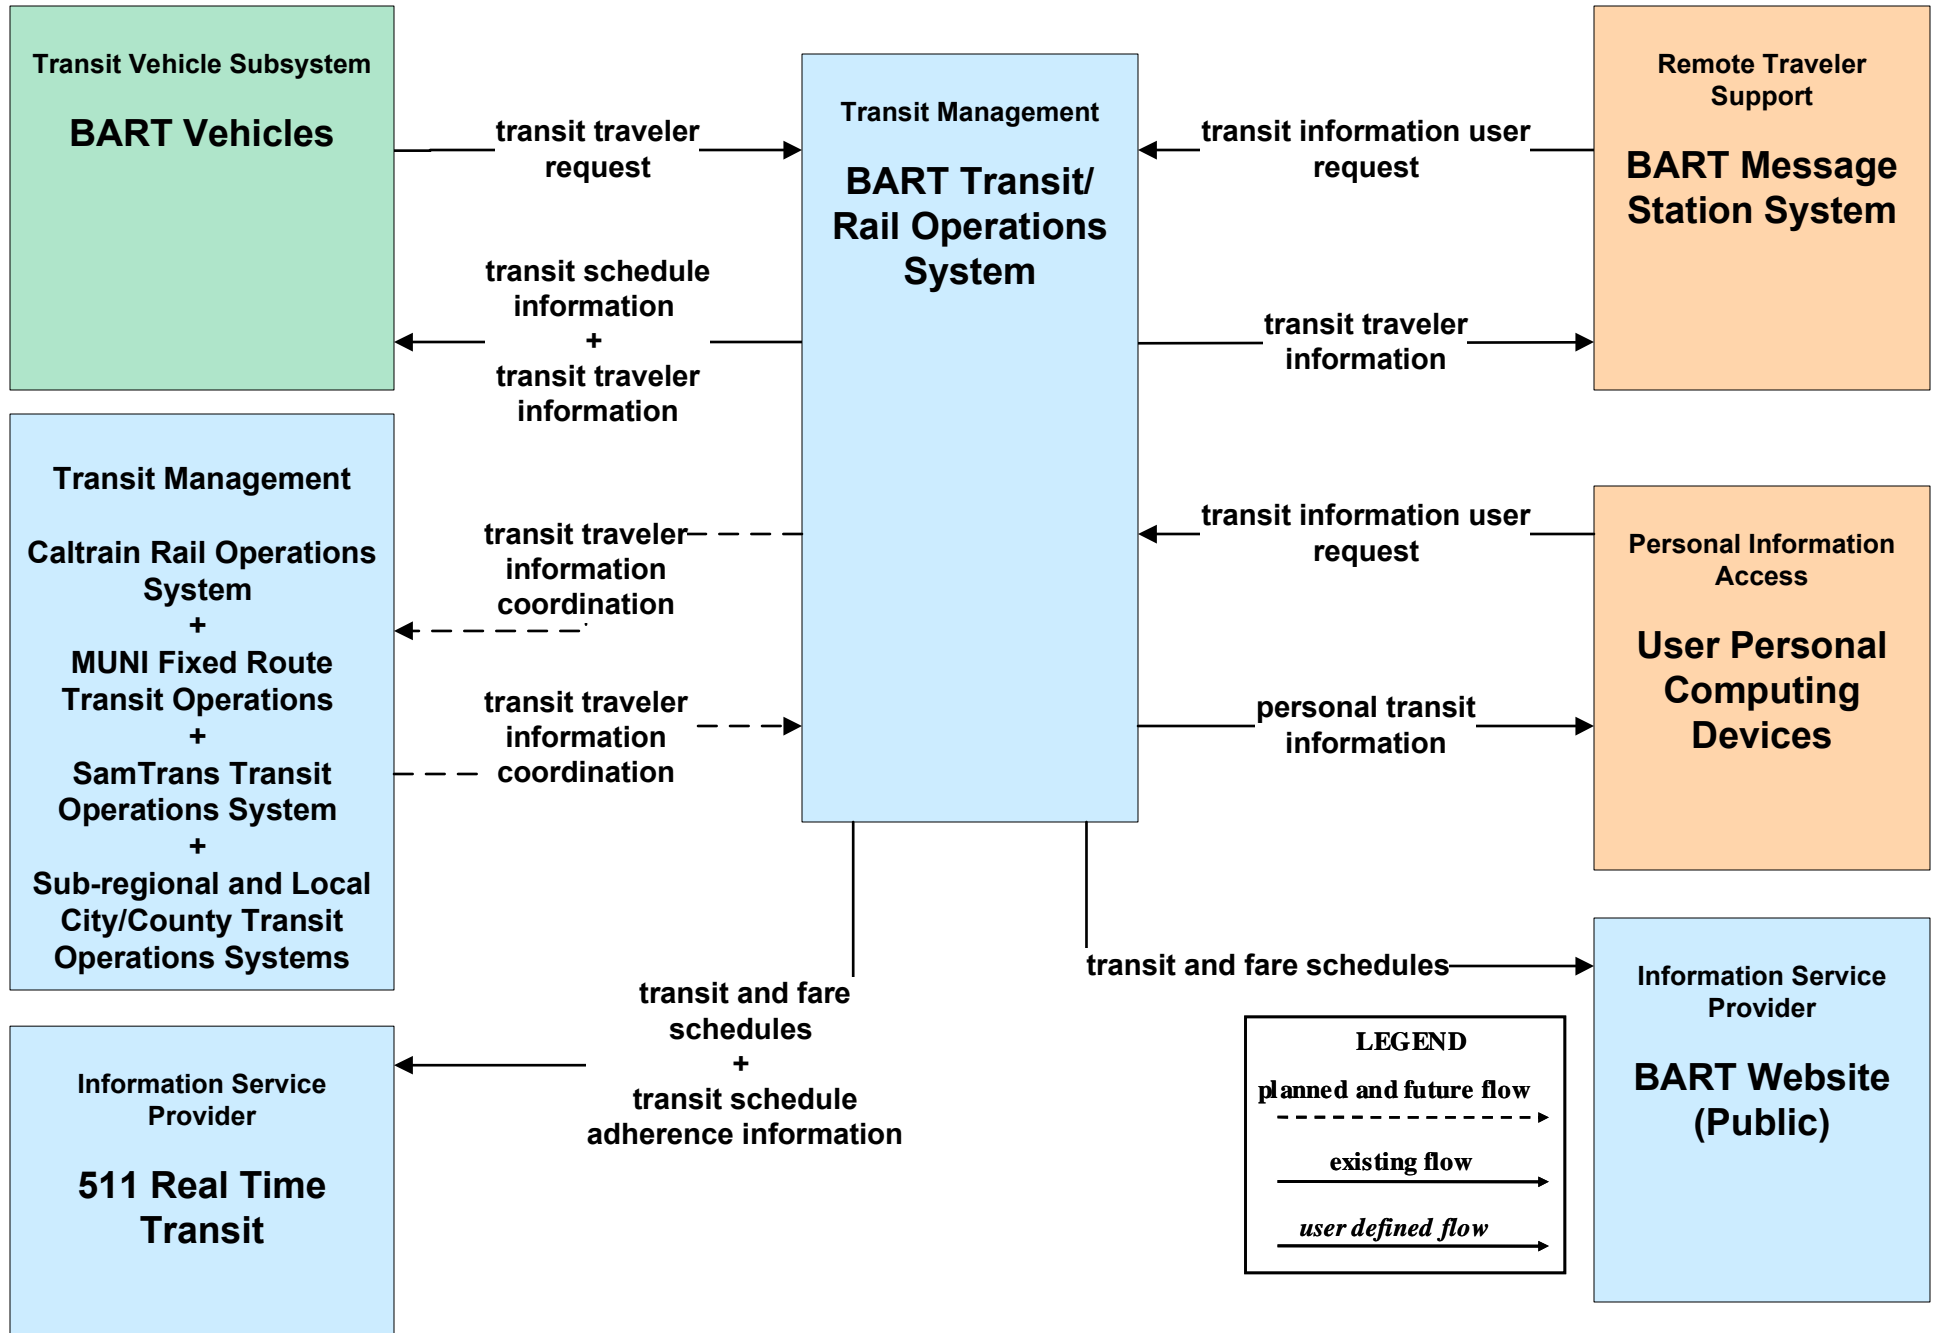 Transit Vehicle Subsystem
BART Vehicles
transit traveler
request
transit schedule
information
+
transit traveler
information
Transit Management
BART Transit/
Rail Operations
System
transit information user
request
transit traveler
information
Remote Traveler
Support
BART Message
Station System
Transit Management
Caltrain Rail Operations
System
+
MUNI Fixed Route
Transit Operations
+
SamTrans Transit
Operations System
+
Sub-regional and Local
City/County Transit
Operations Systems
transit traveler
information
coordination
transit traveler
information
coordination
transit information user
request
personal transit
information
Personal Information
Access
User Personal
Computing
Devices
Information Service
Provider
511 Real Time
Transit
transit and fare
schedules
+
transit schedule
adherence information
transit and fare schedules
LEGEND
planned and future flow
existing flow
user defined flow
Information Service
Provider
BART Website
(Public)